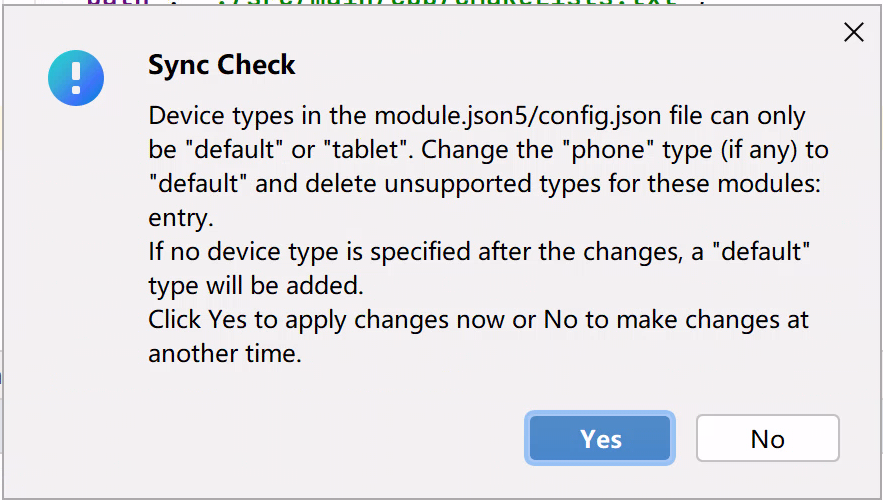 Sync Check
Device types in the module.json5/config.json file can only
be "default" or "tablet". Change the "phone" type (if any) to
"default" and delete unsupported types for these modules:
entry.
If no device type is specified after the changes, a "default"
type will be added.
Click Yes to apply changes now or No to make changes at
another time.
Yes
No